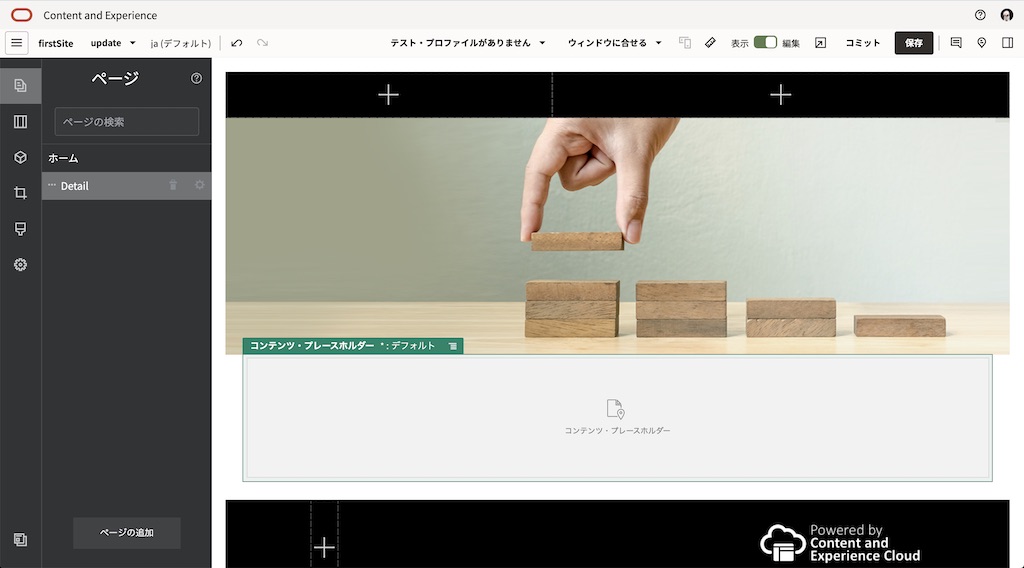 Content and Experience
firstSite
update
ja (デフォルト)
テスト・プロファイルがありません
ウィンドウに合せる
表示
編集
コミット
保存
ページ
ページの検索
ホーム
Detail
ページの追加
コンテンツ・プレースホルダー *: デフォルト
コンテンツ・プレースホルダー
Powered by
Content and
Experience Cloud